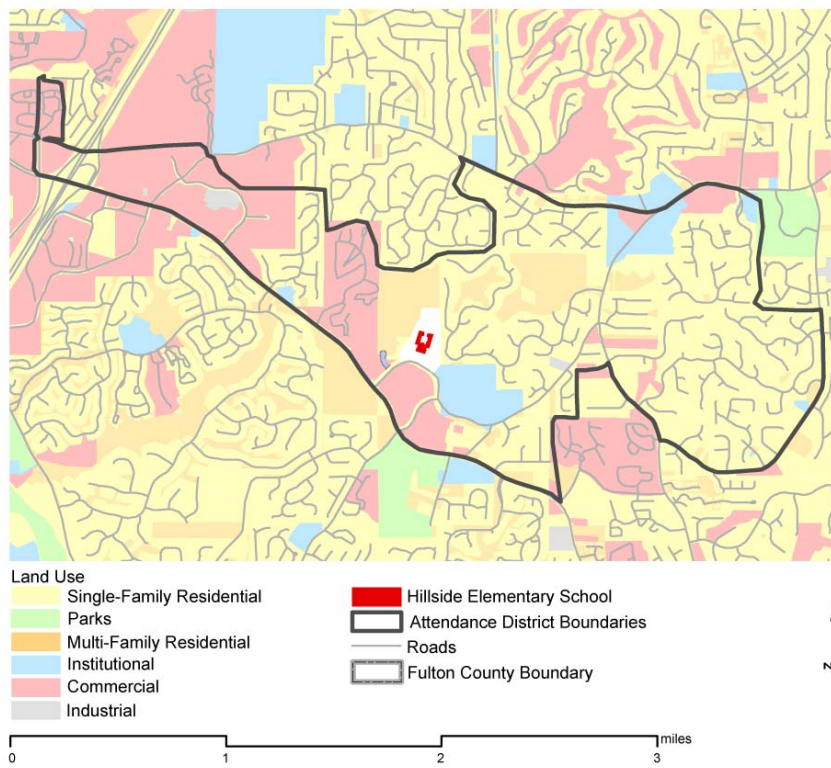 Land Use
Single-Family Residential
Parks
Multi-Family Residential
Institutional
Commercial
Industrial
Hillside Elementary School
Attendance District Boundaries
Roads
Fulton County Boundary
miles
0 1 2 3